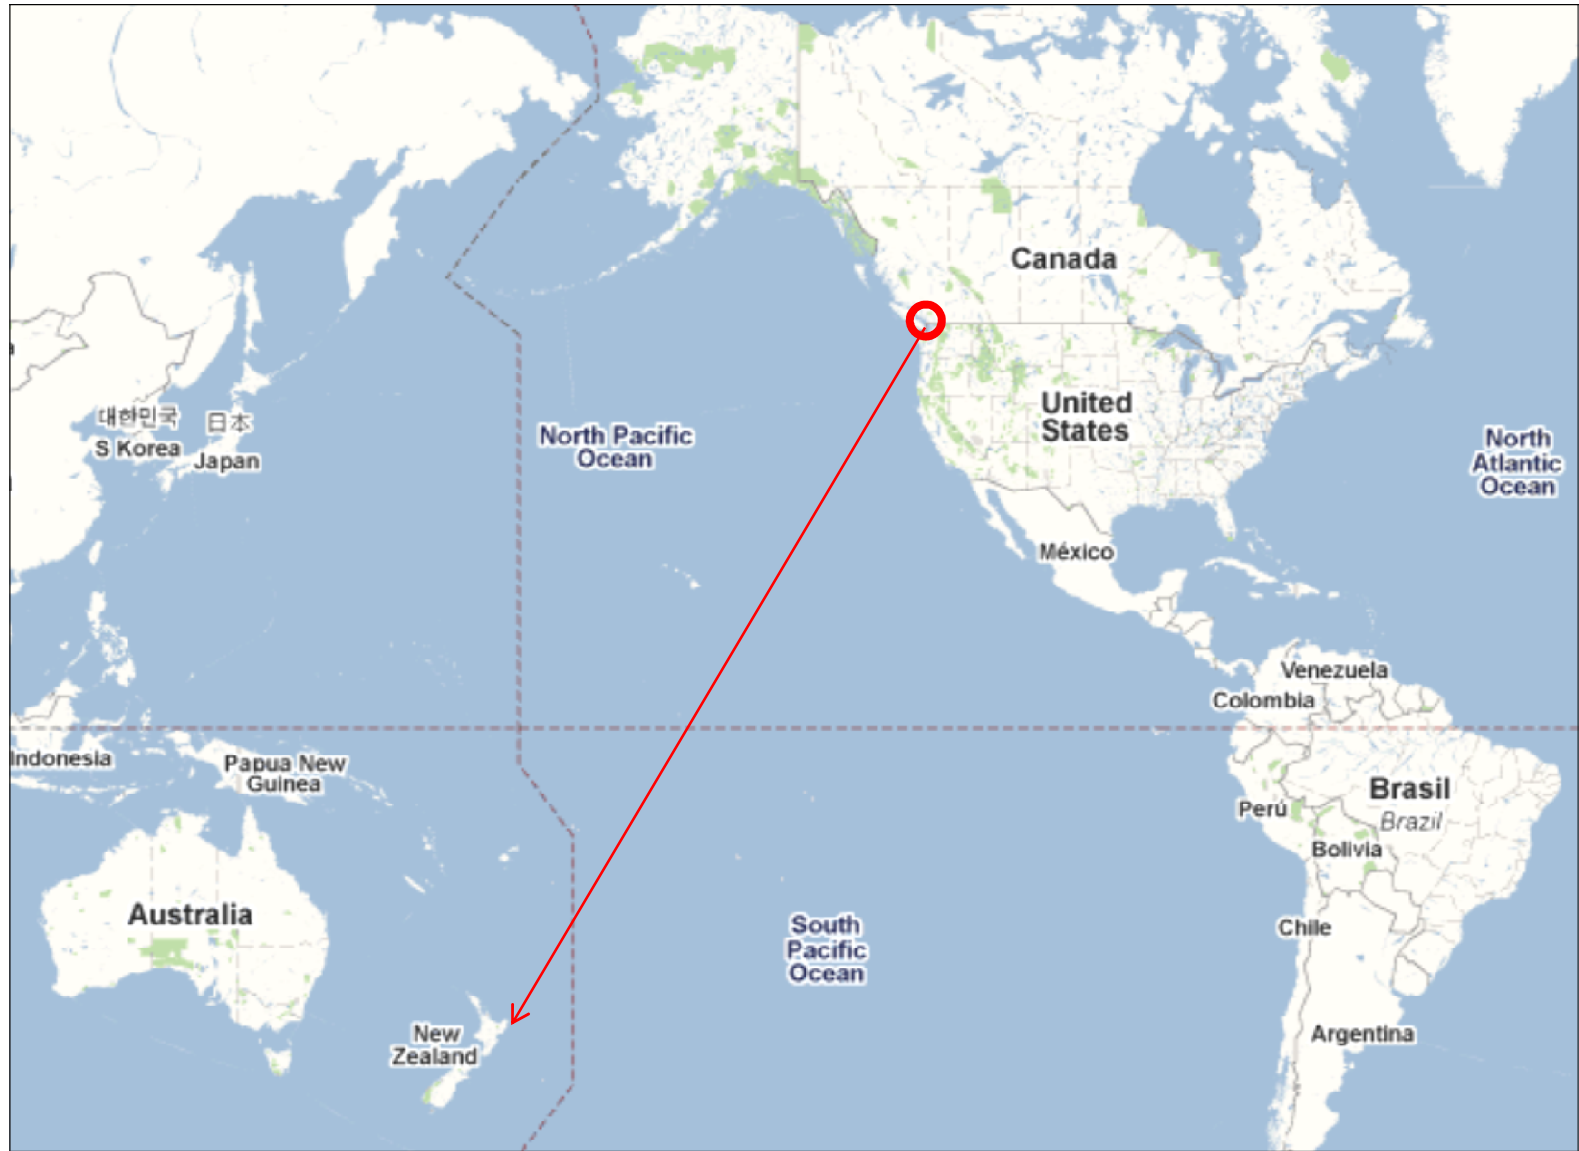 Canada
United
States
대한민국
S Korea
日本
Japan
North Pacific
Ocean
North
Atlantic
Ocean
México
Venezuela
Colombia
Indonesia
Papua New
Guinea
Perú
Brasil
Brazil
Bolivia
Australia
South
Pacific
Ocean
Chile
New
Zealand
Argentina